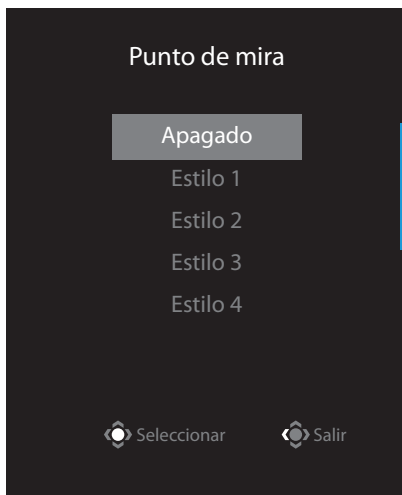 Punto de mira
Apagado
Estilo 1
Estilo 2
Estilo 3
Estilo 4
Seleccionar Salir